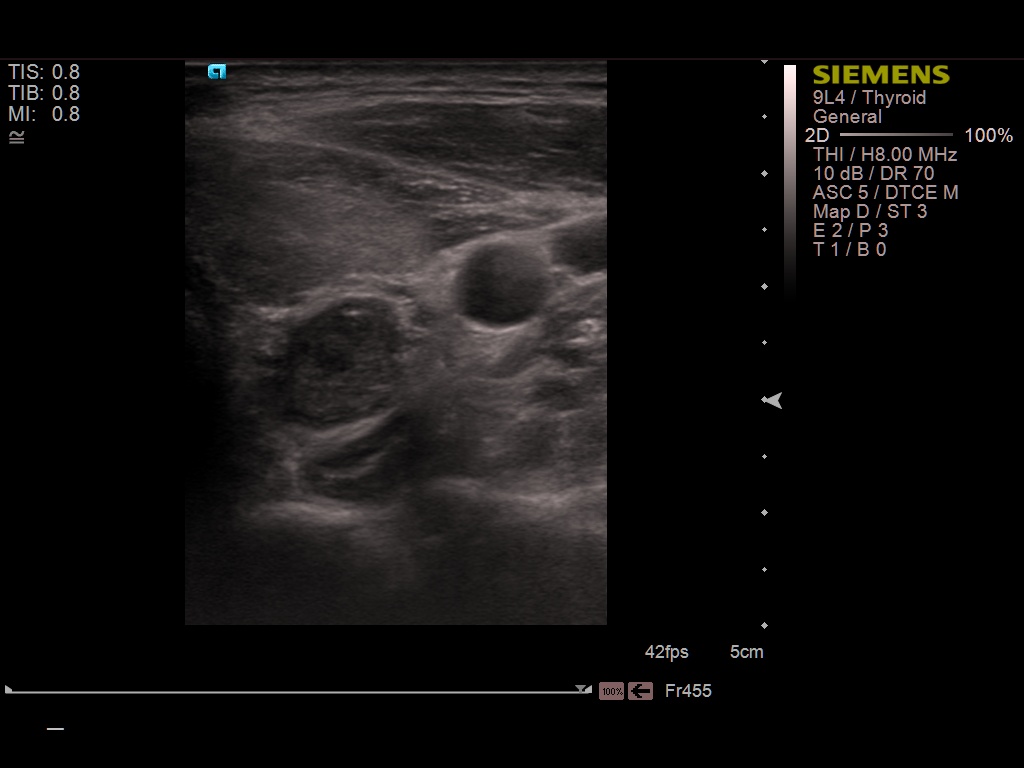 TIS: 0.8
TIB: 0.8
MI: 0.8
SIEMENS
9L4 / Thyroid
General
2D 100%
THI / H8.00 MHz
10 dB / DR 70
ASC 5 / DTCE M
Map D / ST 3
E 2 / P 3
T 1 / B 0
42fps 5cm
100% Fr455